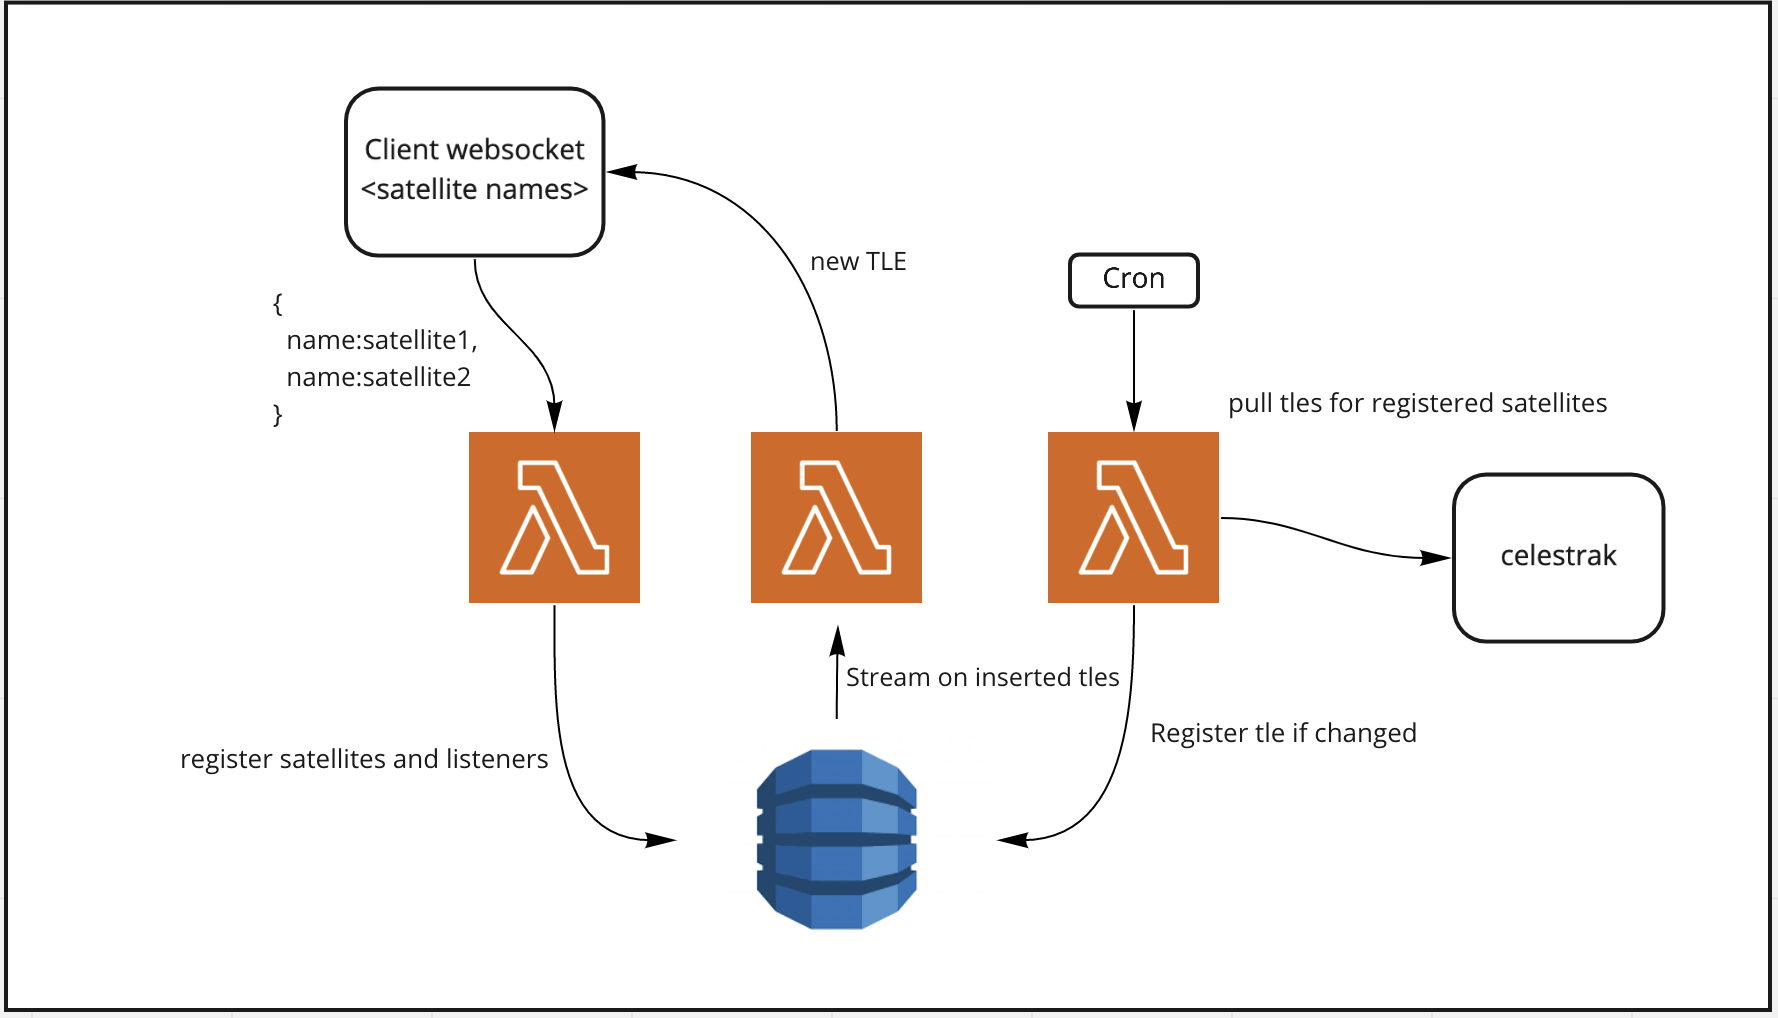 Client websocket
<satellite names>
new TLE
Cron
{
name:satellite1,
name:satellite2
}
pull tles for registered satellites
celestrak
Stream on inserted tles
Register tle if changed
register satellites and listeners